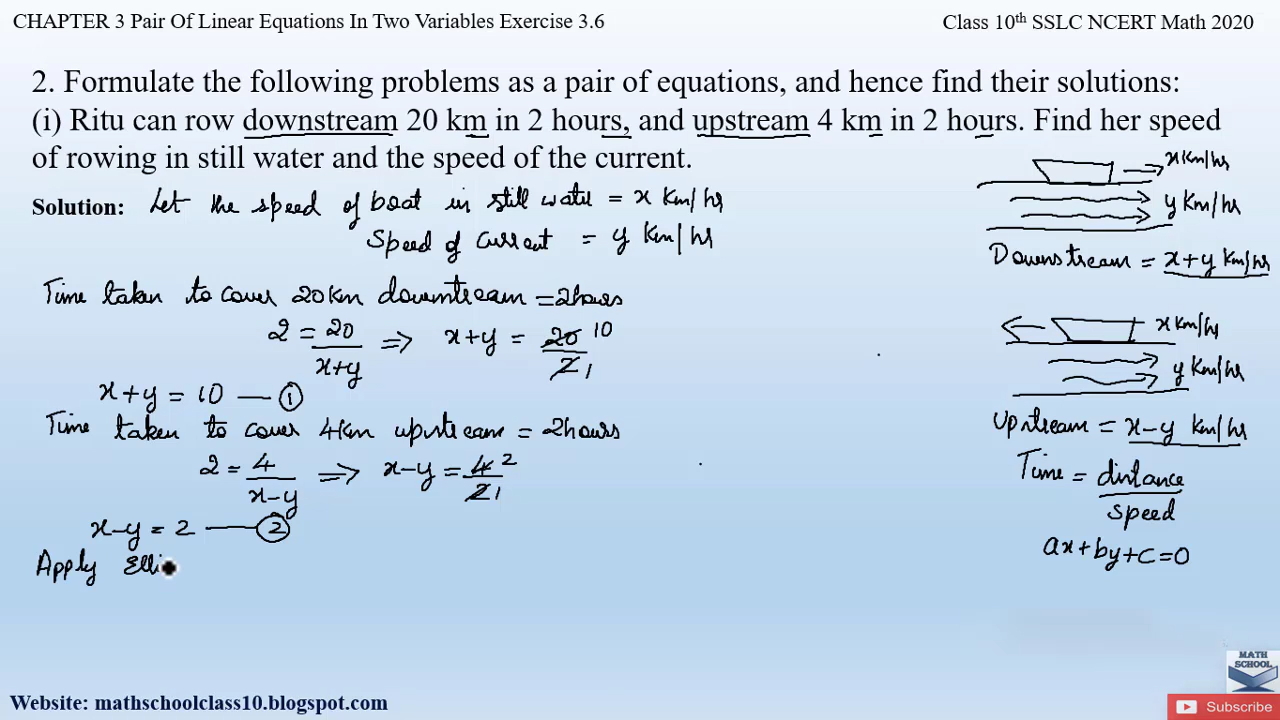 CHAPTER 3 Pair Of Linear Equations In Two Variables Exercise 3.6
Class 10th SSLC NCERT Math 2020
2. Formulate the following problems as a pair of equations, and hence find their solutions:
(i) Ritu can row downstream 20 km in 2 hours, and upstream 4 km in 2 hours. Find her speed
of rowing in still water and the speed of the current.
Solution: Let the speed of boat in still water = x Km/hr
Speed of current = y Km/hr
Time taken to cover 20Km downstream = 2hours
2 = 20/(x+y) ⇒ x+y = 20/2 10/1
x+y = 10 — ①
Time taken to cover 4Km upstream = 2hours
2 = 4/(x-y) ⇒ x-y = 4/2 2/1
x-y = 2 — ②
Apply Elli
x Km/hr
y Km/hr
Downstream = x+y Km/hr
x Km/hr
y Km/hr
Upstream = x-y Km/hr
Time = distance/speed
ax+by+c=0
MATH
SCHOOL
Website: mathschoolclass10.blogspot.com
Subscribe